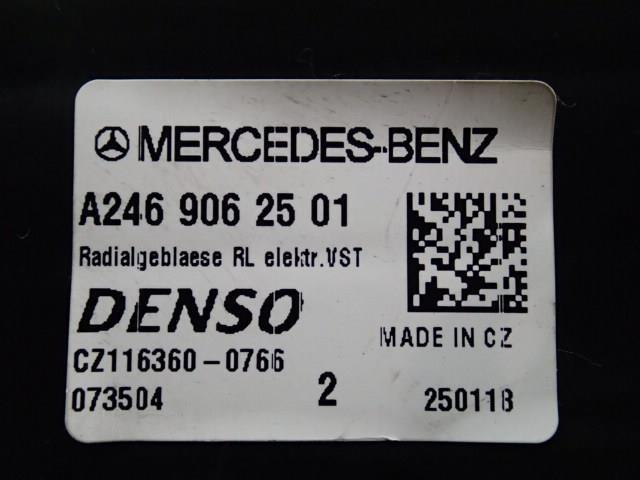 MERCEDES-BENZ
A246 906 25 01
Radialgeblaese RL elektr.VST
DENSO
MADE IN CZ
CZ116360-0766
073504 2 250118